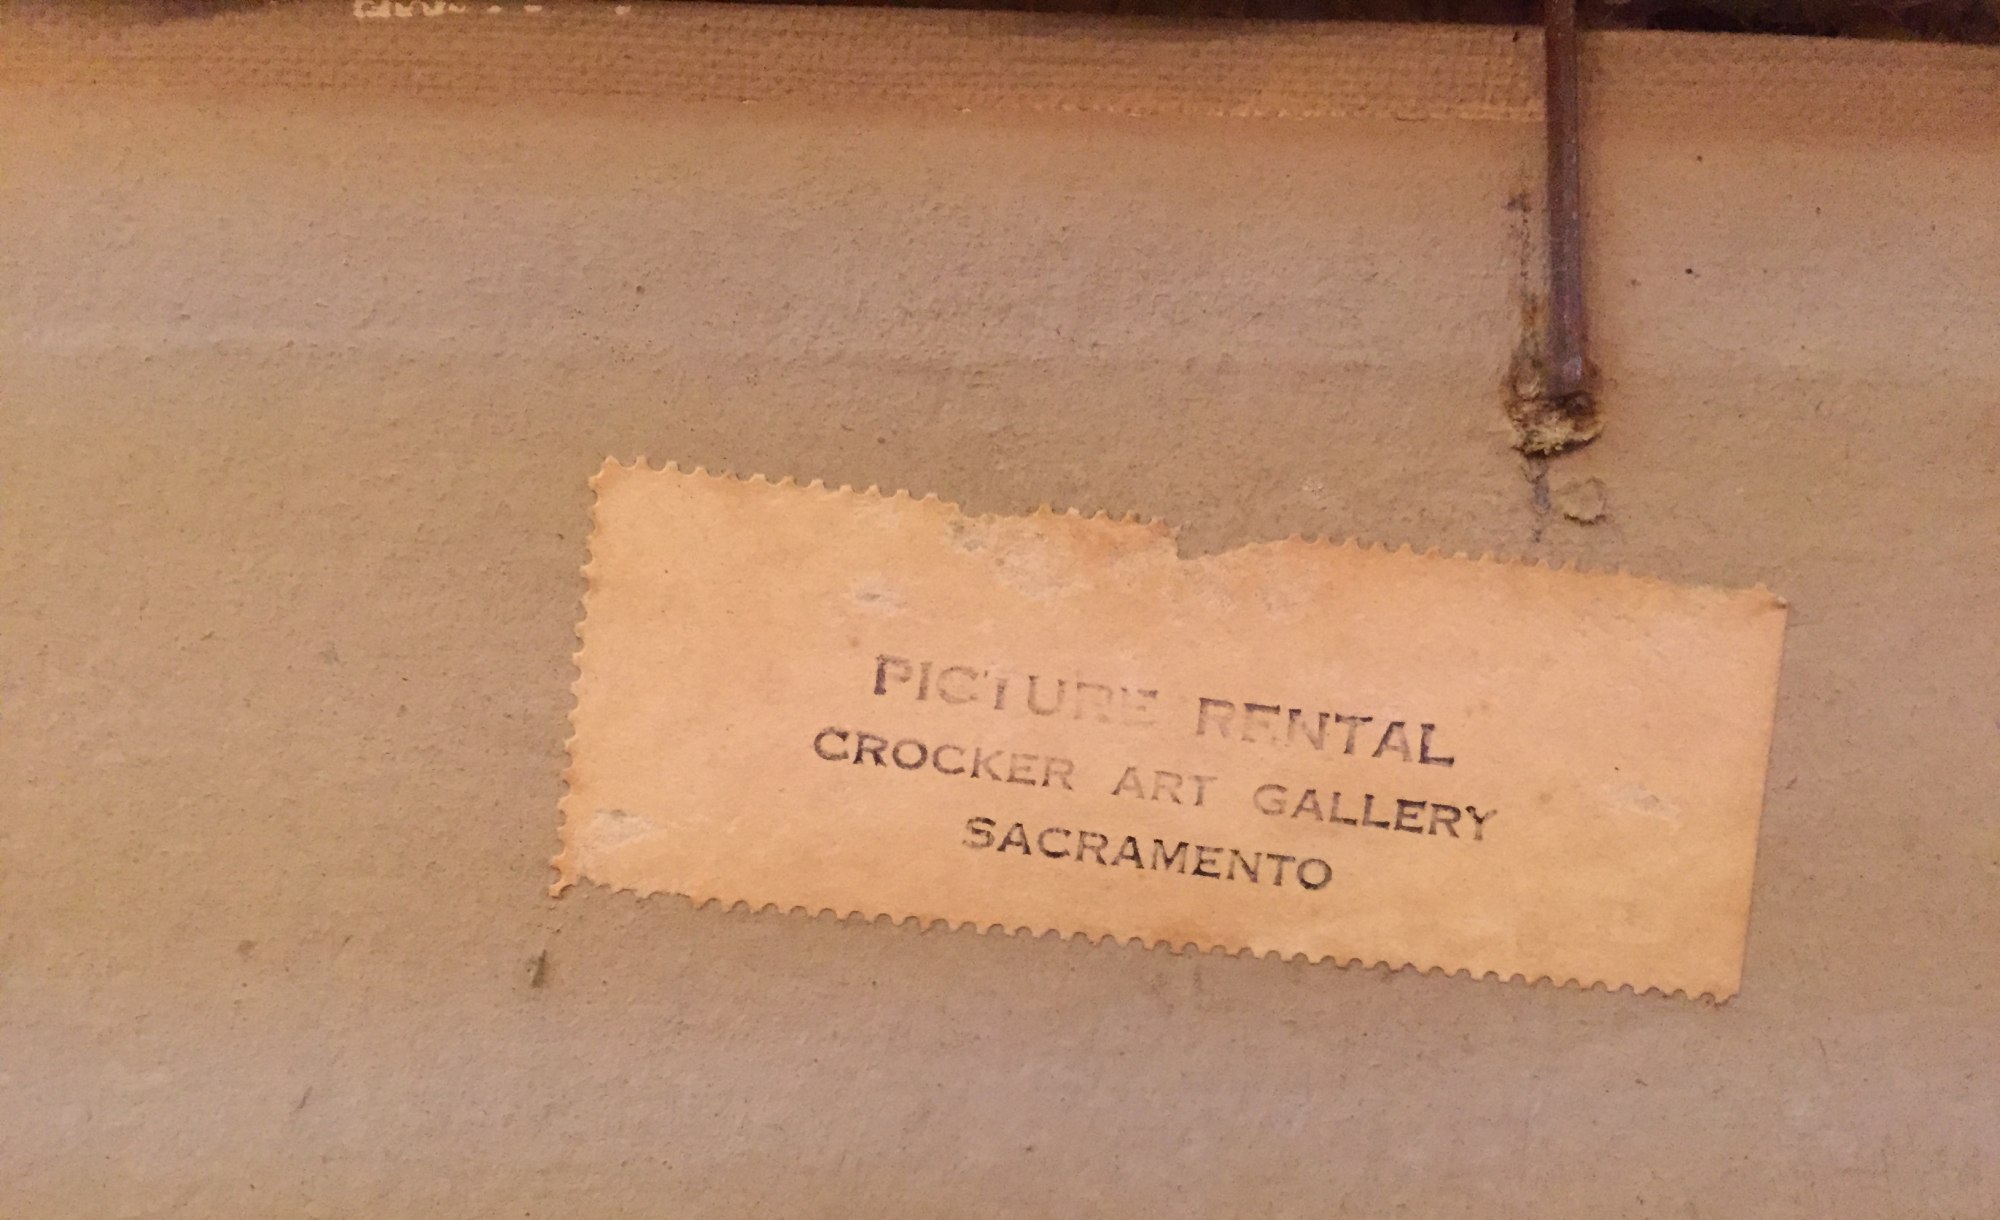 PICTURE RENTAL
CROCKER ART GALLERY
SACRAMENTO